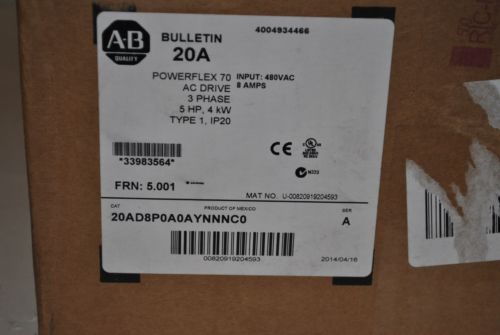 4004934466
A-B
QUALITY
BULLETIN
20A
POWERFLEX 70
AC DRIVE
3 PHASE
5 HP, 4 kW
TYPE 1, IP20
INPUT: 480VAC
8 AMPS
*33983564*
CE
UL
N223
FRN: 5.001
MAT NO. U-00820919204593
CAT
PRODUCT OF MEXICO
SER
20AD8P0A0AYNNNC0
A
00820919204593
2014/04/16